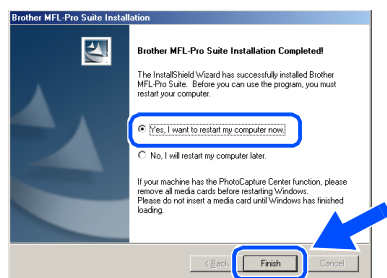 Brother MFL-Pro Suite Installation
Brother MFL-Pro Suite Installation Completed!
The InstallShield Wizard has successfully installed Brother
MFL-Pro Suite. Before you can use the program, you must
restart your computer.
Yes, I want to restart my computer now.
No, I will restart my computer later.
If your machine has the PhotoCapture Center function, please
remove all media cards before restarting Windows.
Please do not insert a media card until Windows has finished
loading.
< Back Finish Cancel